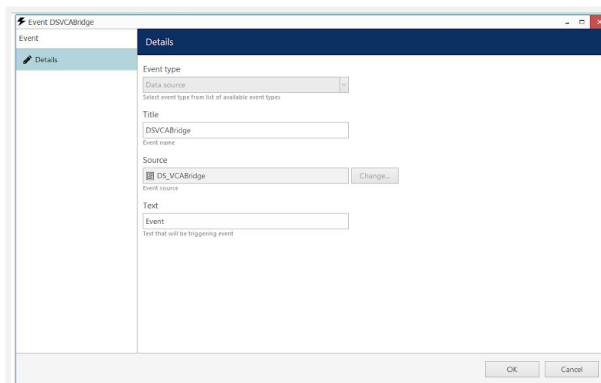 Event DSVCABridge
Event
Details
Details
Event type
Data source
Select event type from list of available event types
Title
DSVCABridge
Event name
Source
DS_VCABridge
Change...
Event source
Text
Event
Text that will be triggering event
OK
Cancel